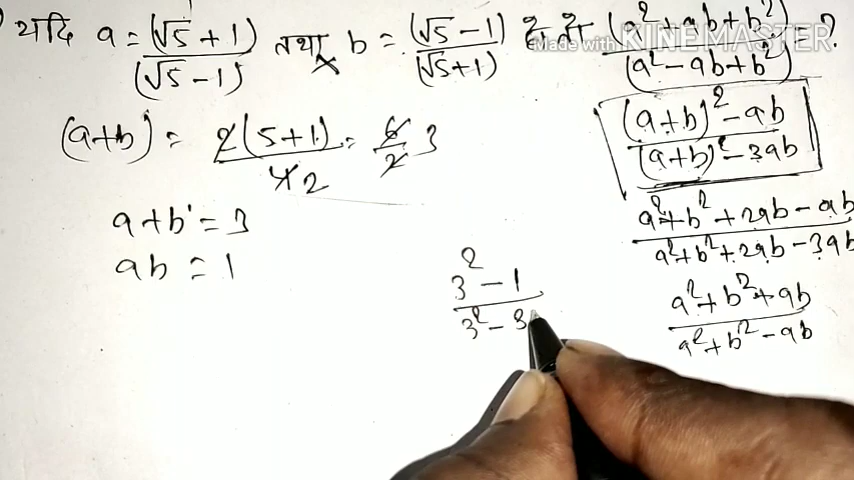 यदि a = (√5 + 1)/(√5 - 1) तथा b = (√5 - 1)/(√5 + 1) (a² + ab + b²)/(a² - ab + b²) = ?
Made with KINEMASTER
(a+b) = 2(5+1)/4 2 = 6/2 3
((a+b)² - ab)/((a+b)² - 3ab)
a+b = 3
(a² + b² + 2ab - ab)/(a² + b² + 2ab - 3ab)
ab = 1
(3² - 1)/(3² - 3
(a² + b² + ab)/(a² + b² - ab)